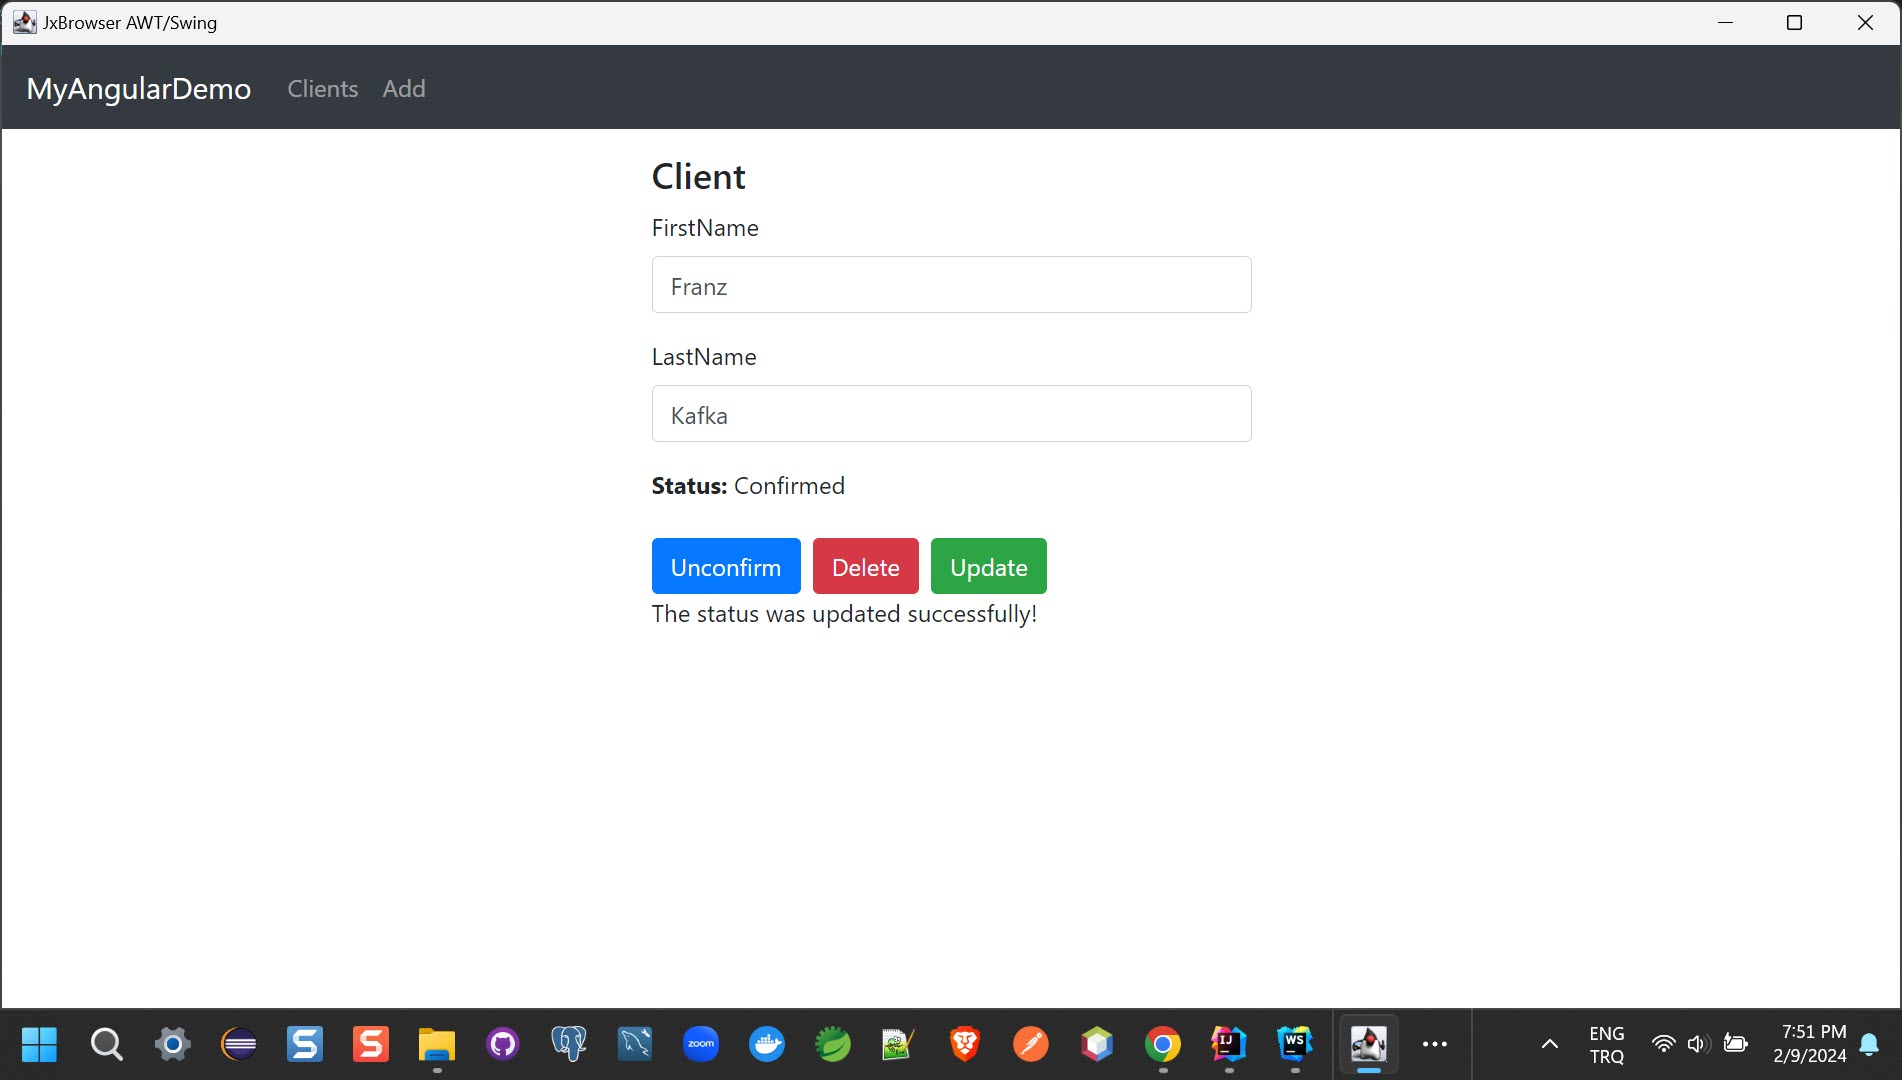 JxBrowser AWT/Swing
MyAngularDemo Clients Add
Client
FirstName
Franz
LastName
Kafka
Status: Confirmed
Unconfirm Delete Update
The status was updated successfully!
S S zoom IJ WS
ENG
TRQ
7:51 PM
2/9/2024